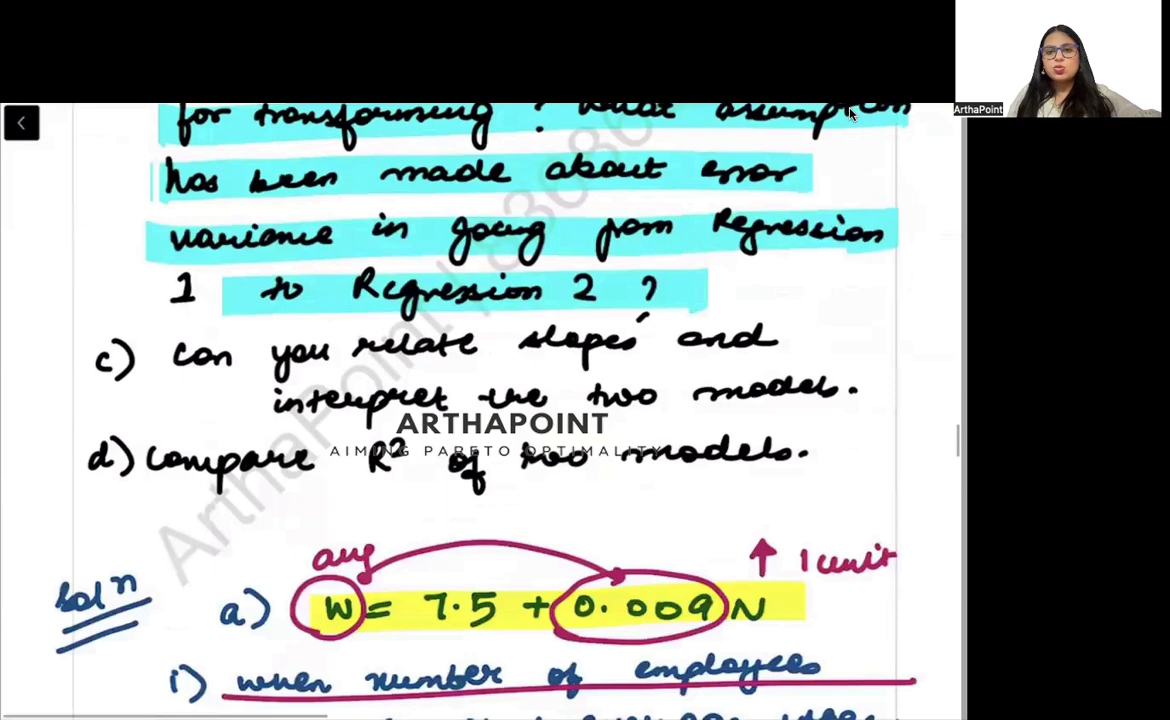 ArthaPoint
for transforming ? what assumption
has been made about error
variance in going from Regression
1 to Regression 2 ?
c) Can you relate slopes and
interpret the two models.
ARTHAPOINT
AIMING PARETO OPTIMALITY
d) compare R² of two models.
avg
↑ 1 unit
Solⁿ
a) W = 7.5 + 0.009 N
i) when number of employees